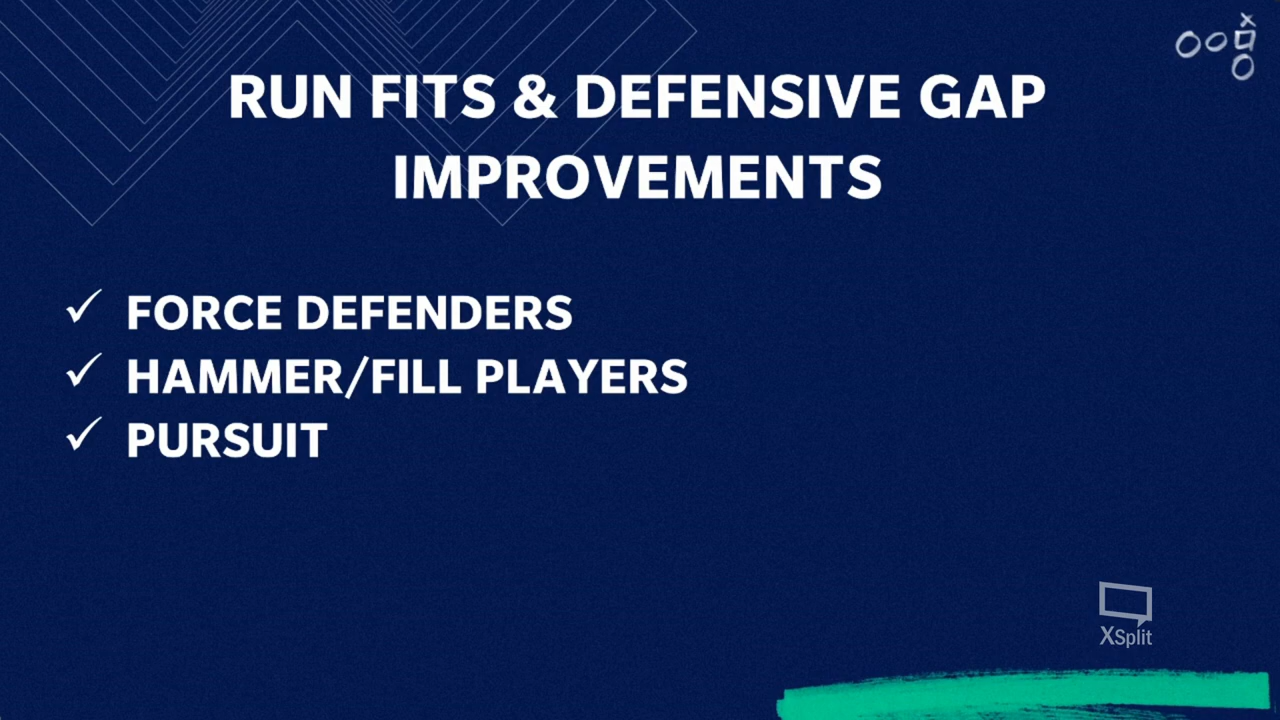 RUN FITS & DEFENSIVE GAP
IMPROVEMENTS
✓ FORCE DEFENDERS
✓ HAMMER/FILL PLAYERS
✓ PURSUIT
XSplit